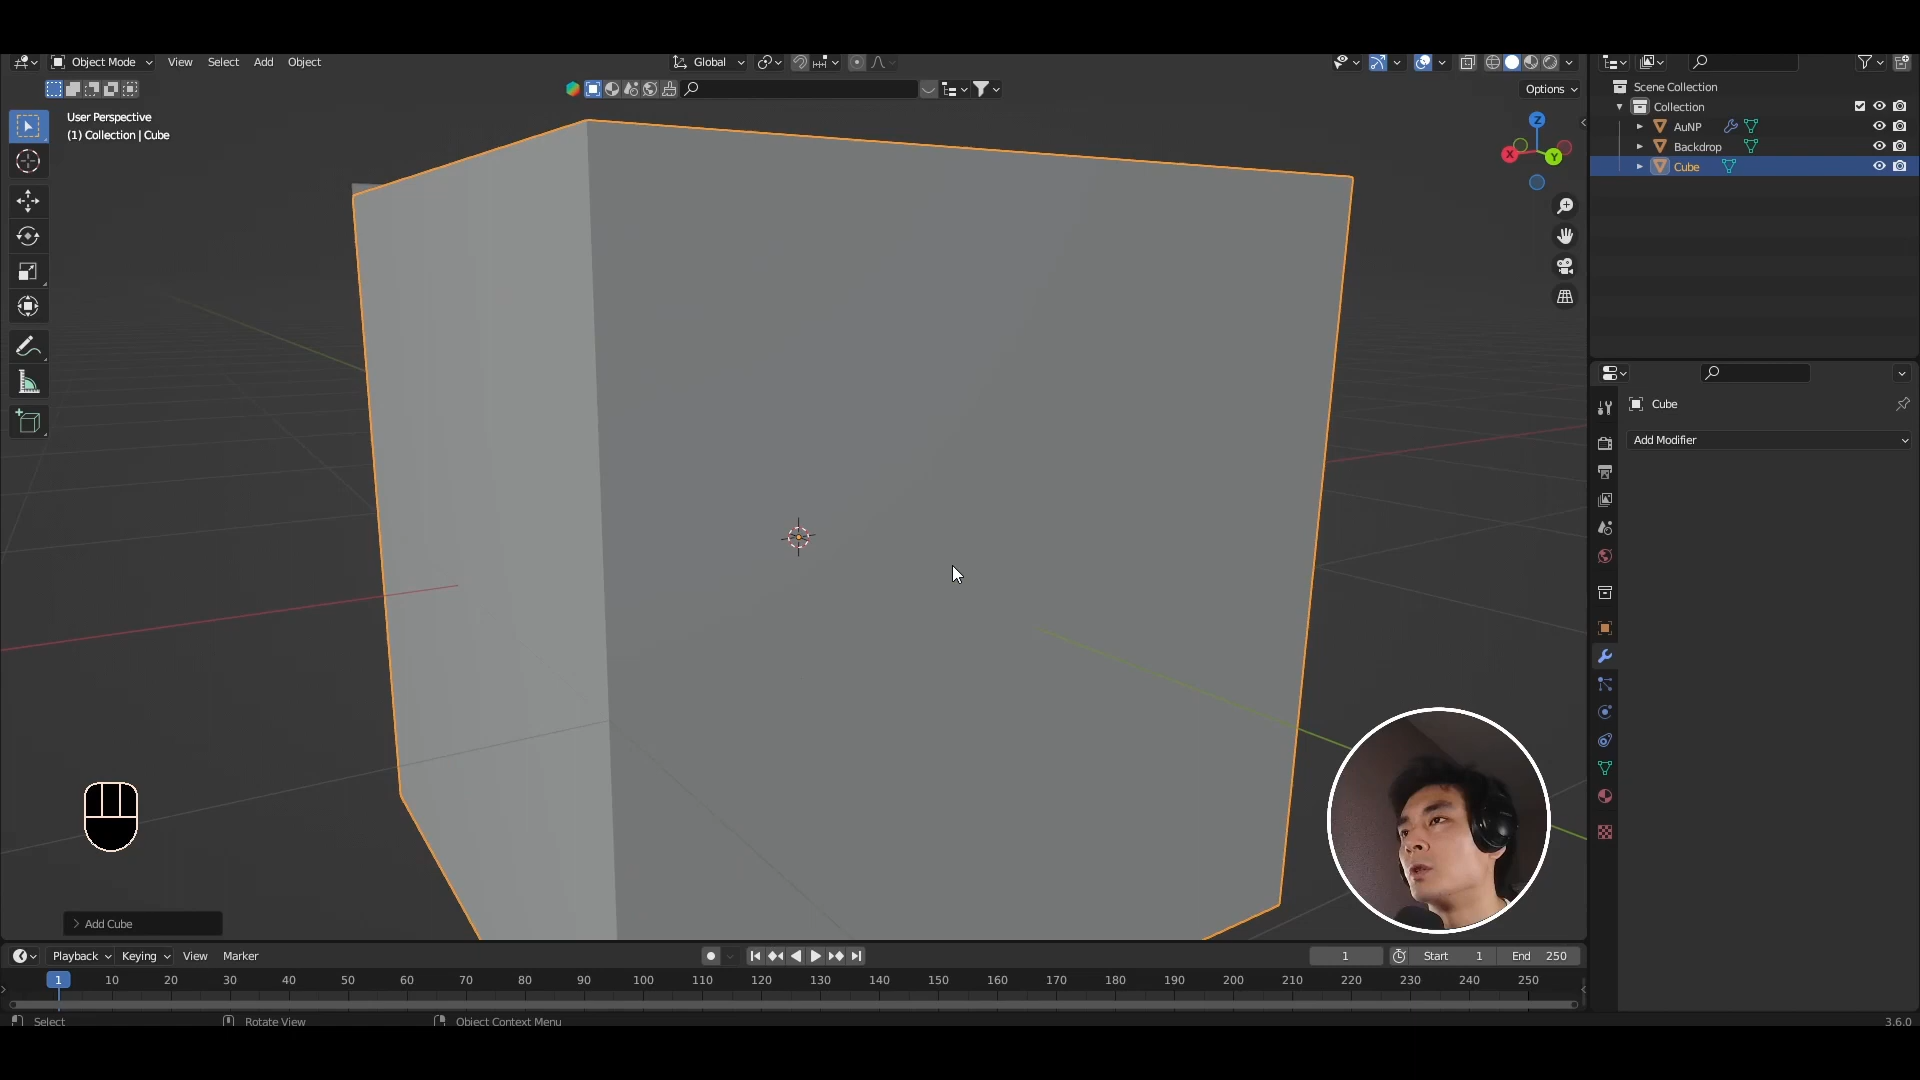 Object Mode View Select Add Object Global
Options
User Perspective
(1) Collection | Cube
Z
X
Y
Scene Collection
Collection
AuNP
Backdrop
Cube
Cube
Add Modifier
Add Cube
Playback Keying View Marker 1 Start 1 End 250
1 10 20 30 40 50 60 70 80 90 100 110 120 130 140 150 160 170 180 190 200 210 220 230 240 250
Select Rotate View Object Context Menu 3.6.0